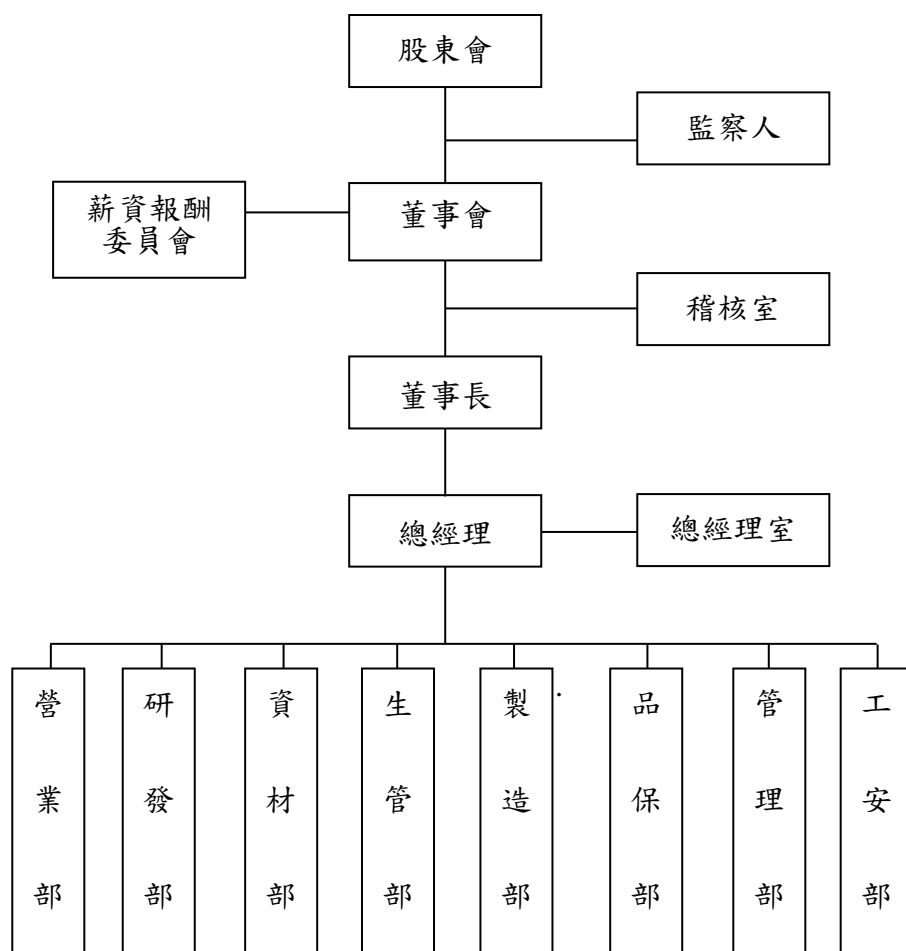 股東會
監察人
薪資報酬
委員會
董事會
稽核室
董事長
總經理
總經理室
營業部
研發部
資材部
生管部
製造部
品保部
管理部
工安部